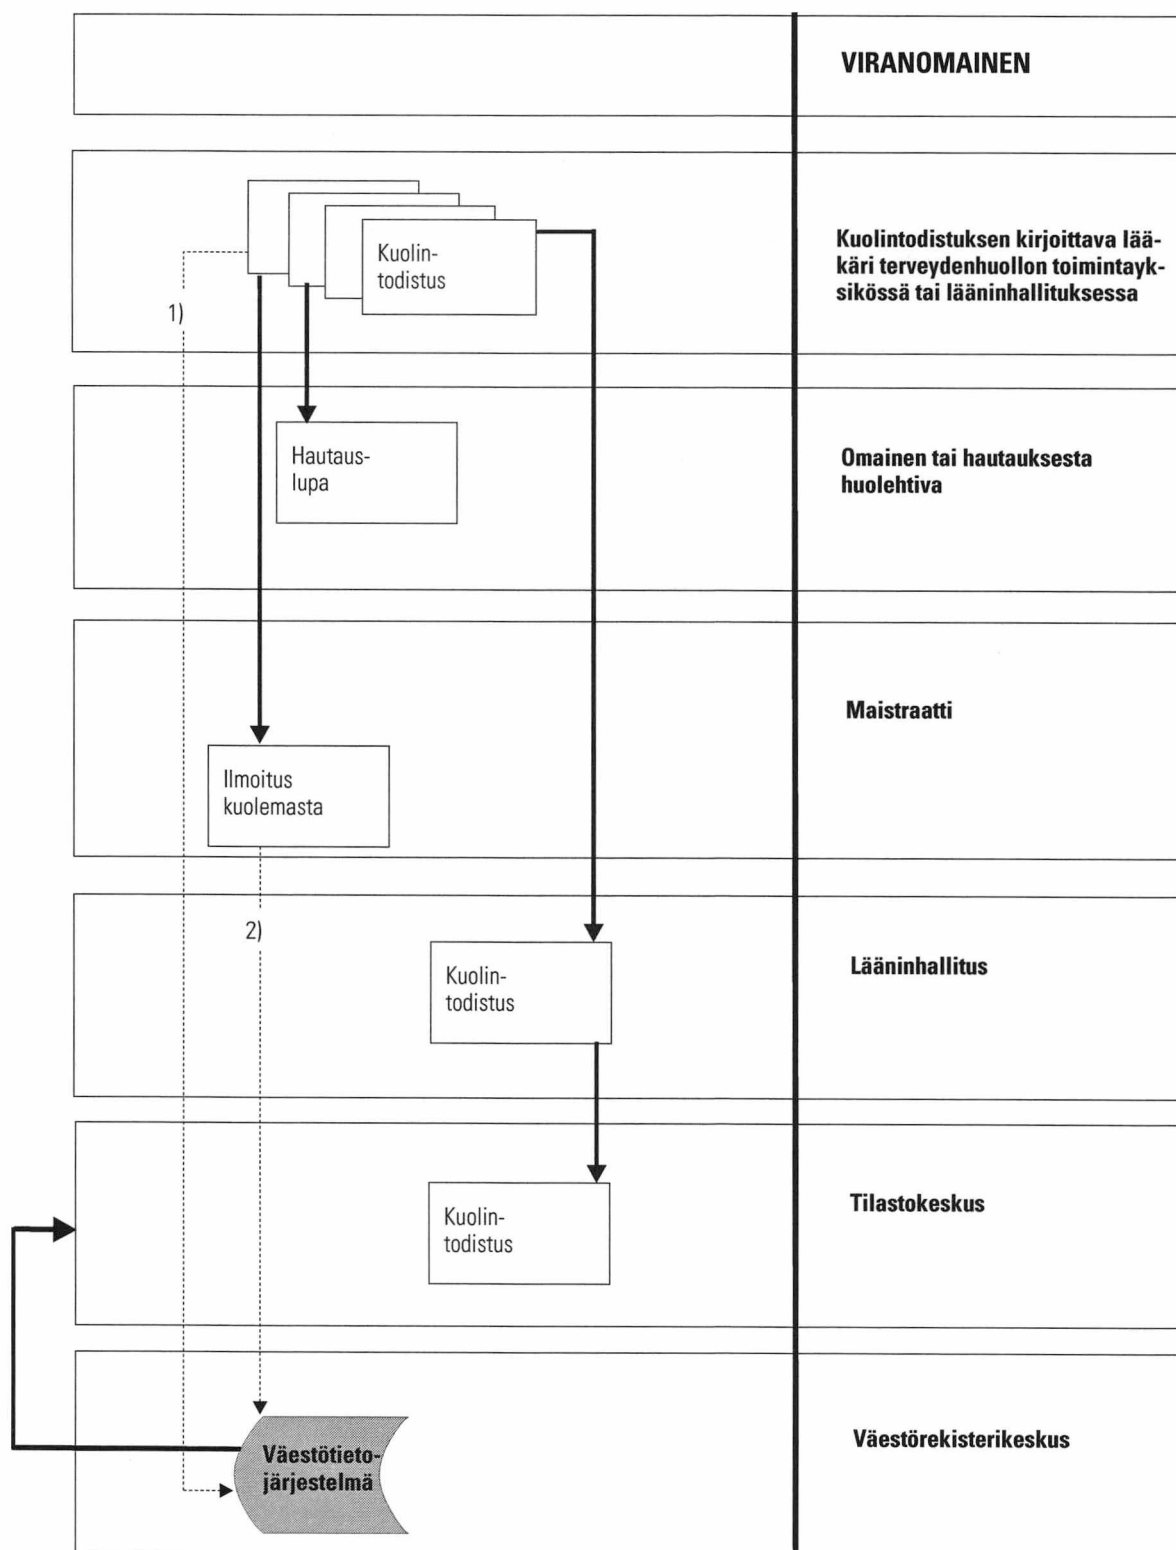 VIRANOMAINEN
Kuolin-
todistus
Kuolintodistuksen kirjoittava lää-
käri terveydenhuollon toimintayk-
sikössä tai lääninhallituksessa
1)
Hautaus-
lupa
Omainen tai hautauksesta
huolehtiva
Maistraatti
Ilmoitus
kuolemasta
2)
Kuolin-
todistus
Lääninhallitus
Kuolin-
todistus
Tilastokeskus
Väestötieto-
järjestelmä
Väestörekisterikeskus